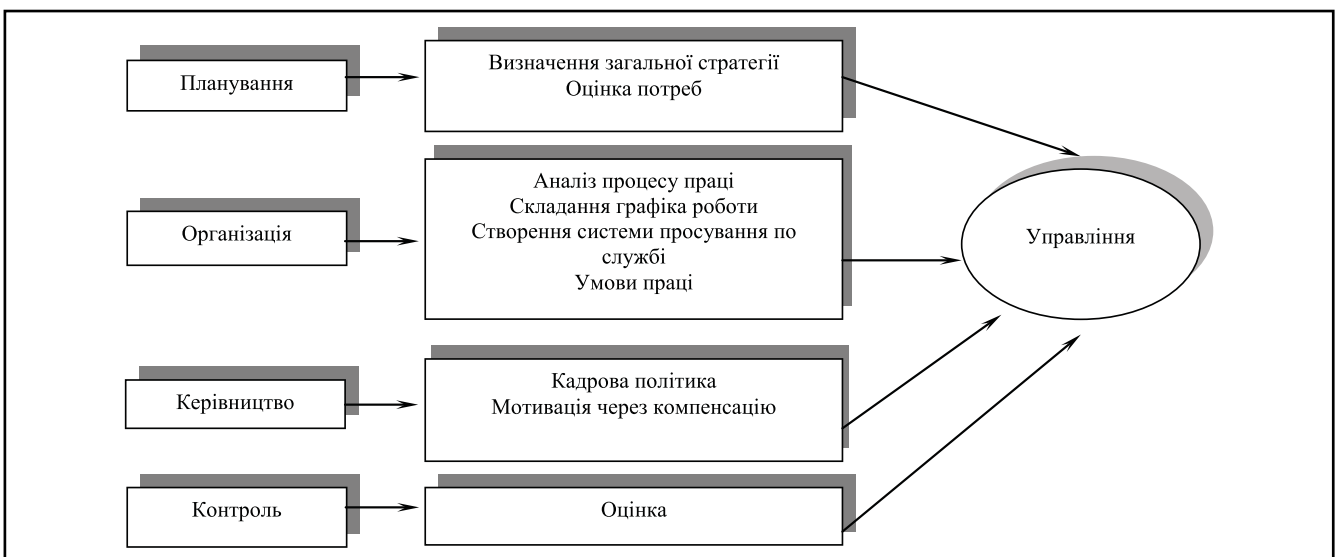 Планування
Визначення загальної стратегії
Оцінка потреб
Організація
Аналіз процесу праці
Складання графіка роботи
Створення системи просування по
службі
Умови праці
Управління
Керівництво
Кадрова політика
Мотивація через компенсацію
Контроль
Оцінка